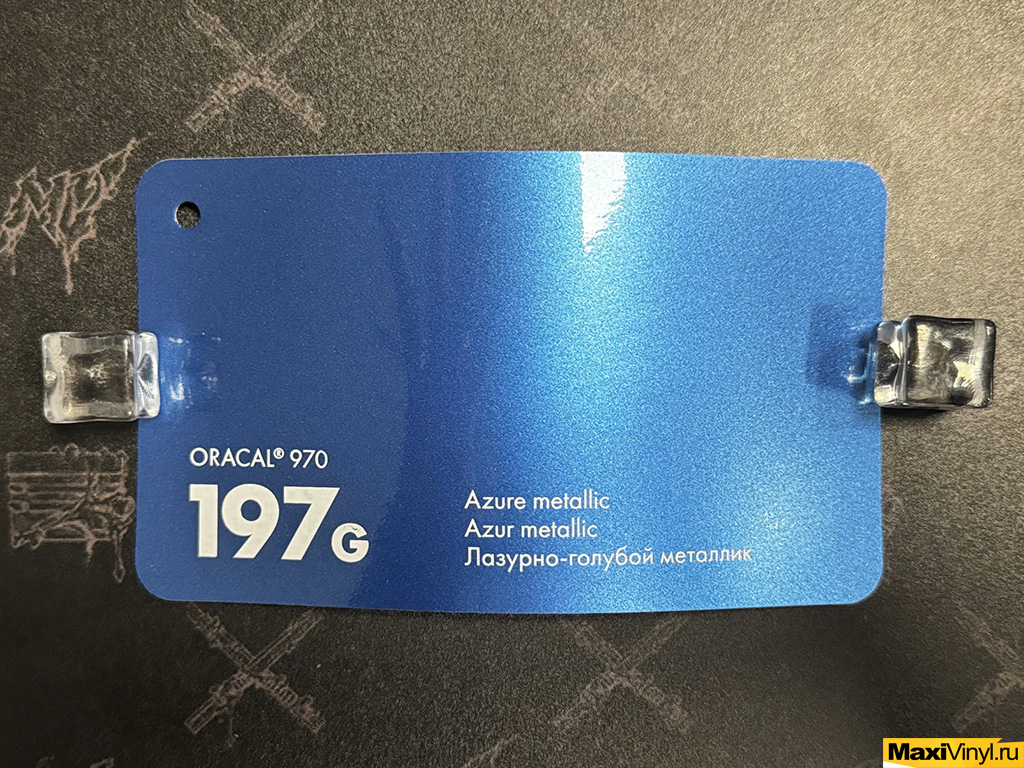 ORACAL® 970
197G
Azure metallic
Azur metallic
Лазурно-голубой металлик
MaxiVinyl.ru